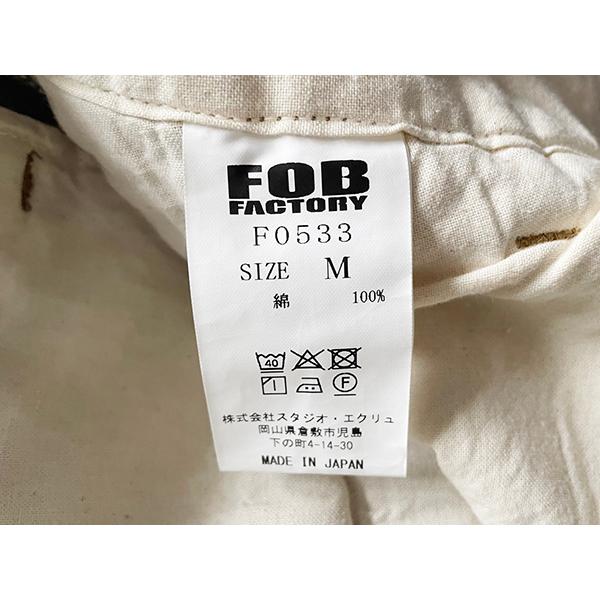 FOB
FACTORY
F0533
SIZE M
綿 100%
40
F
株式会社スタジオ・エクリュ
岡山県倉敷市児島
下の町4-14-30
MADE IN JAPAN